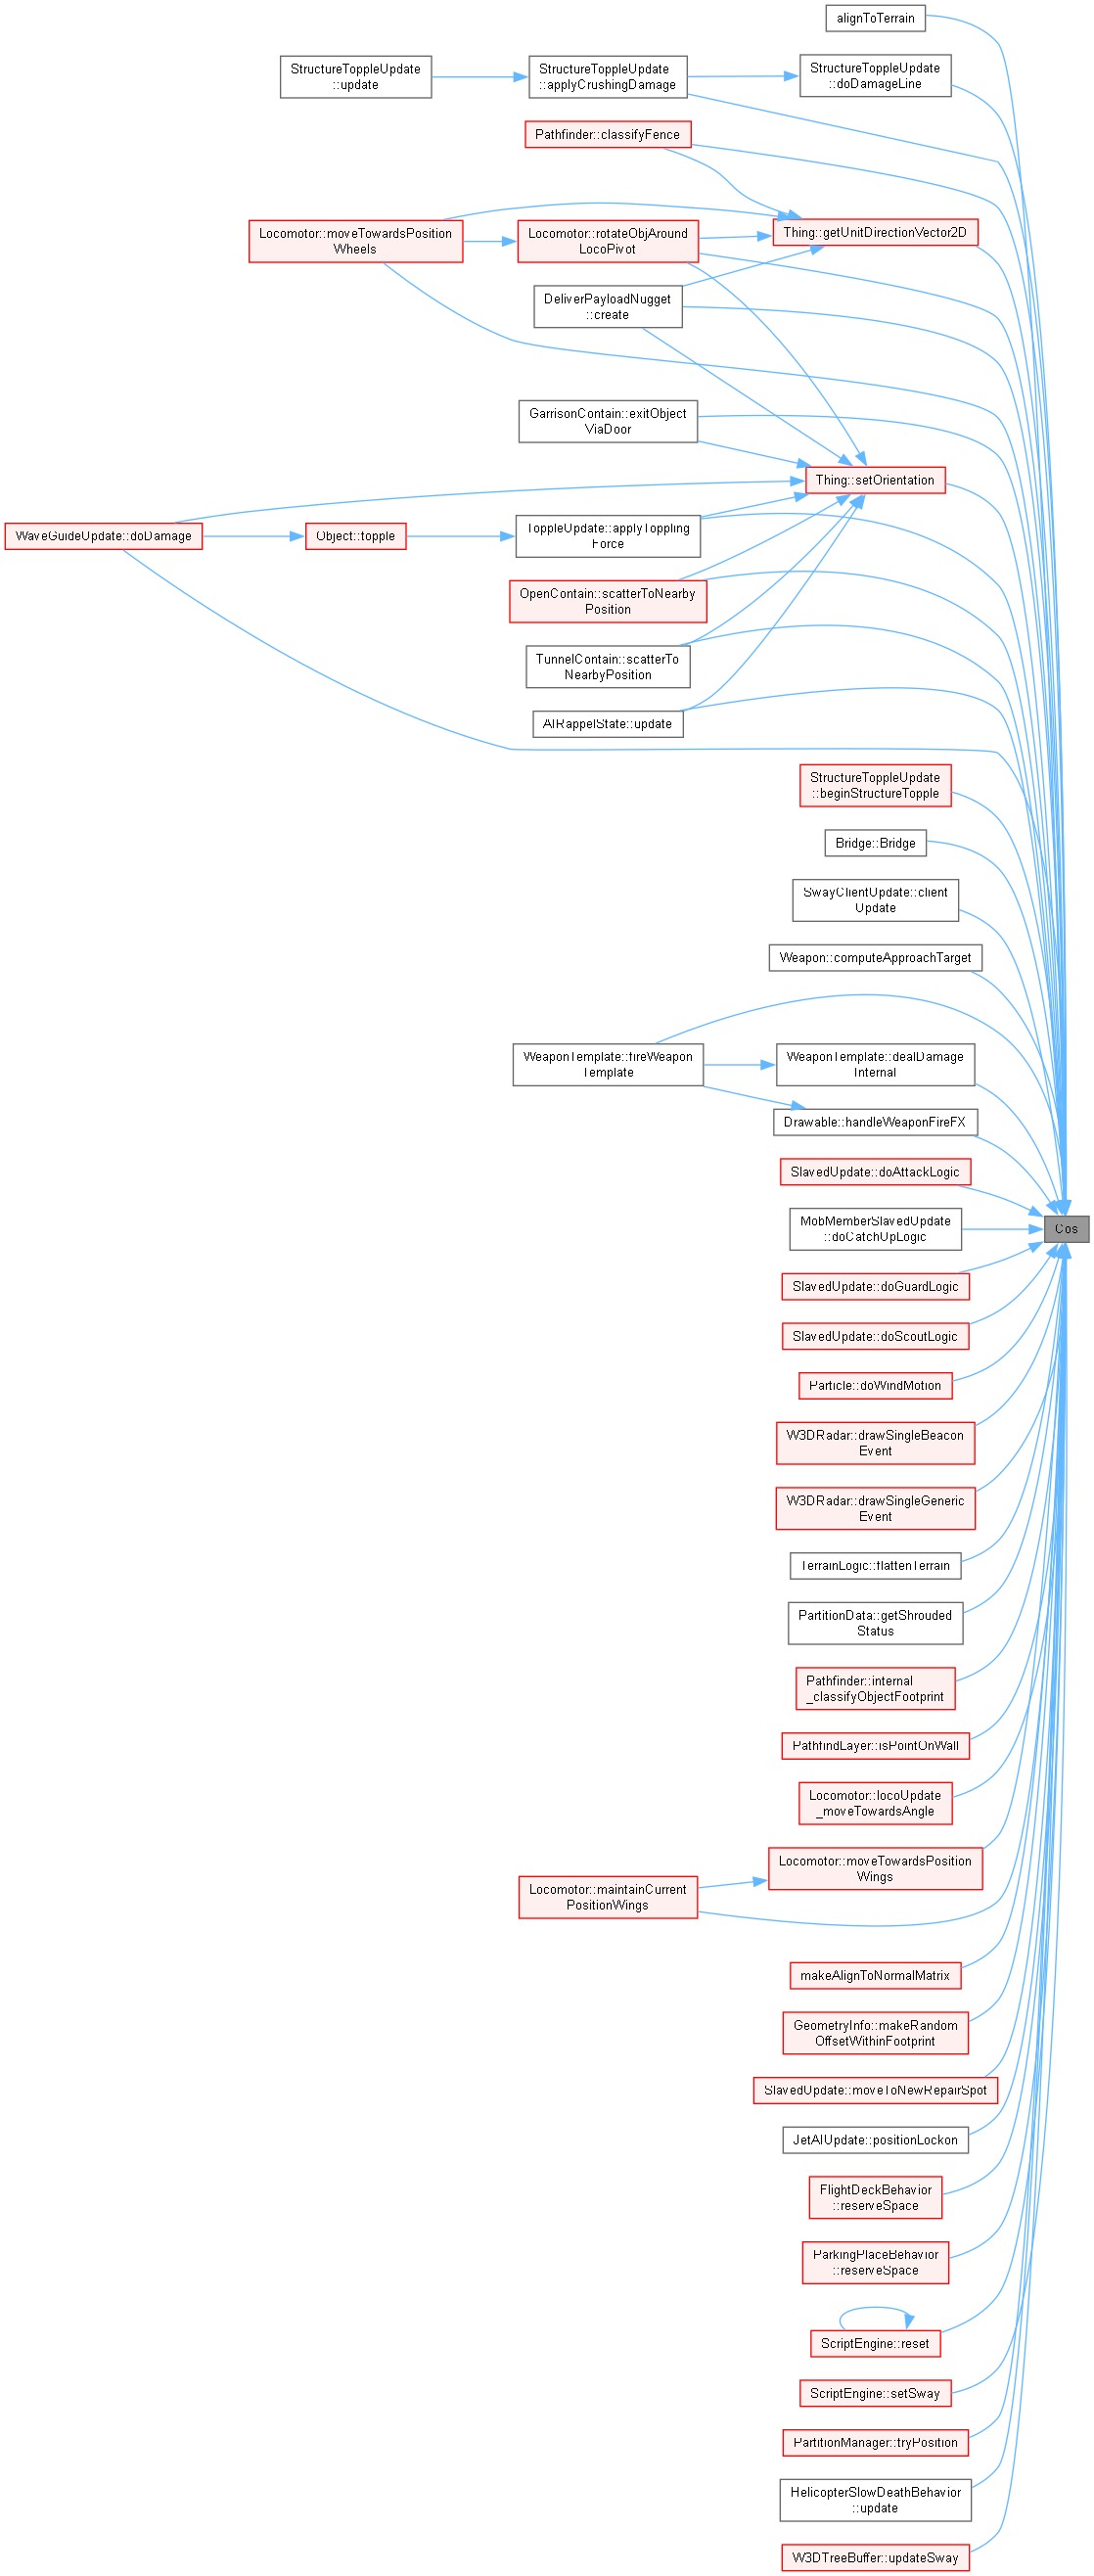 alignToTerrain
StructureToppleUpdate
::update
StructureToppleUpdate
::applyCrushingDamage
StructureToppleUpdate
::doDamageLine
Pathfinder::classifyFence
Locomotor::moveTowardsPosition
Wheels
Locomotor::rotateObjAround
LocoPivot
Thing::getUnitDirectionVector2D
DeliverPayloadNugget
::create
GarrisonContain::exitObject
ViaDoor
Thing::setOrientation
WaveGuideUpdate::doDamage
Object::topple
ToppleUpdate::applyToppling
Force
OpenContain::scatterToNearby
Position
TunnelContain::scatterTo
NearbyPosition
AIRappelState::update
StructureToppleUpdate
::beginStructureTopple
Bridge::Bridge
SwayClientUpdate::client
Update
Weapon::computeApproachTarget
WeaponTemplate::fireWeapon
Template
WeaponTemplate::dealDamage
Internal
Drawable::handleWeaponFireFX
SlavedUpdate::doAttackLogic
MobMemberSlavedUpdate
::doCatchUpLogic
Cos
SlavedUpdate::doGuardLogic
SlavedUpdate::doScoutLogic
Particle::doWindMotion
W3DRadar::drawSingleBeacon
Event
W3DRadar::drawSingleGeneric
Event
TerrainLogic::flattenTerrain
PartitionData::getShrouded
Status
Pathfinder::internal
_classifyObjectFootprint
PathfindLayer::isPointOnWall
Locomotor::locoUpdate
_moveTowardsAngle
Locomotor::moveTowardsPosition
Wings
Locomotor::maintainCurrent
PositionWings
makeAlignToNormalMatrix
GeometryInfo::makeRandom
OffsetWithinFootprint
SlavedUpdate::moveToNewRepairSpot
JetAIUpdate::positionLockon
FlightDeckBehavior
::reserveSpace
ParkingPlaceBehavior
::reserveSpace
ScriptEngine::reset
ScriptEngine::setSway
PartitionManager::tryPosition
HelicopterSlowDeathBehavior
::update
W3DTreeBuffer::updateSway